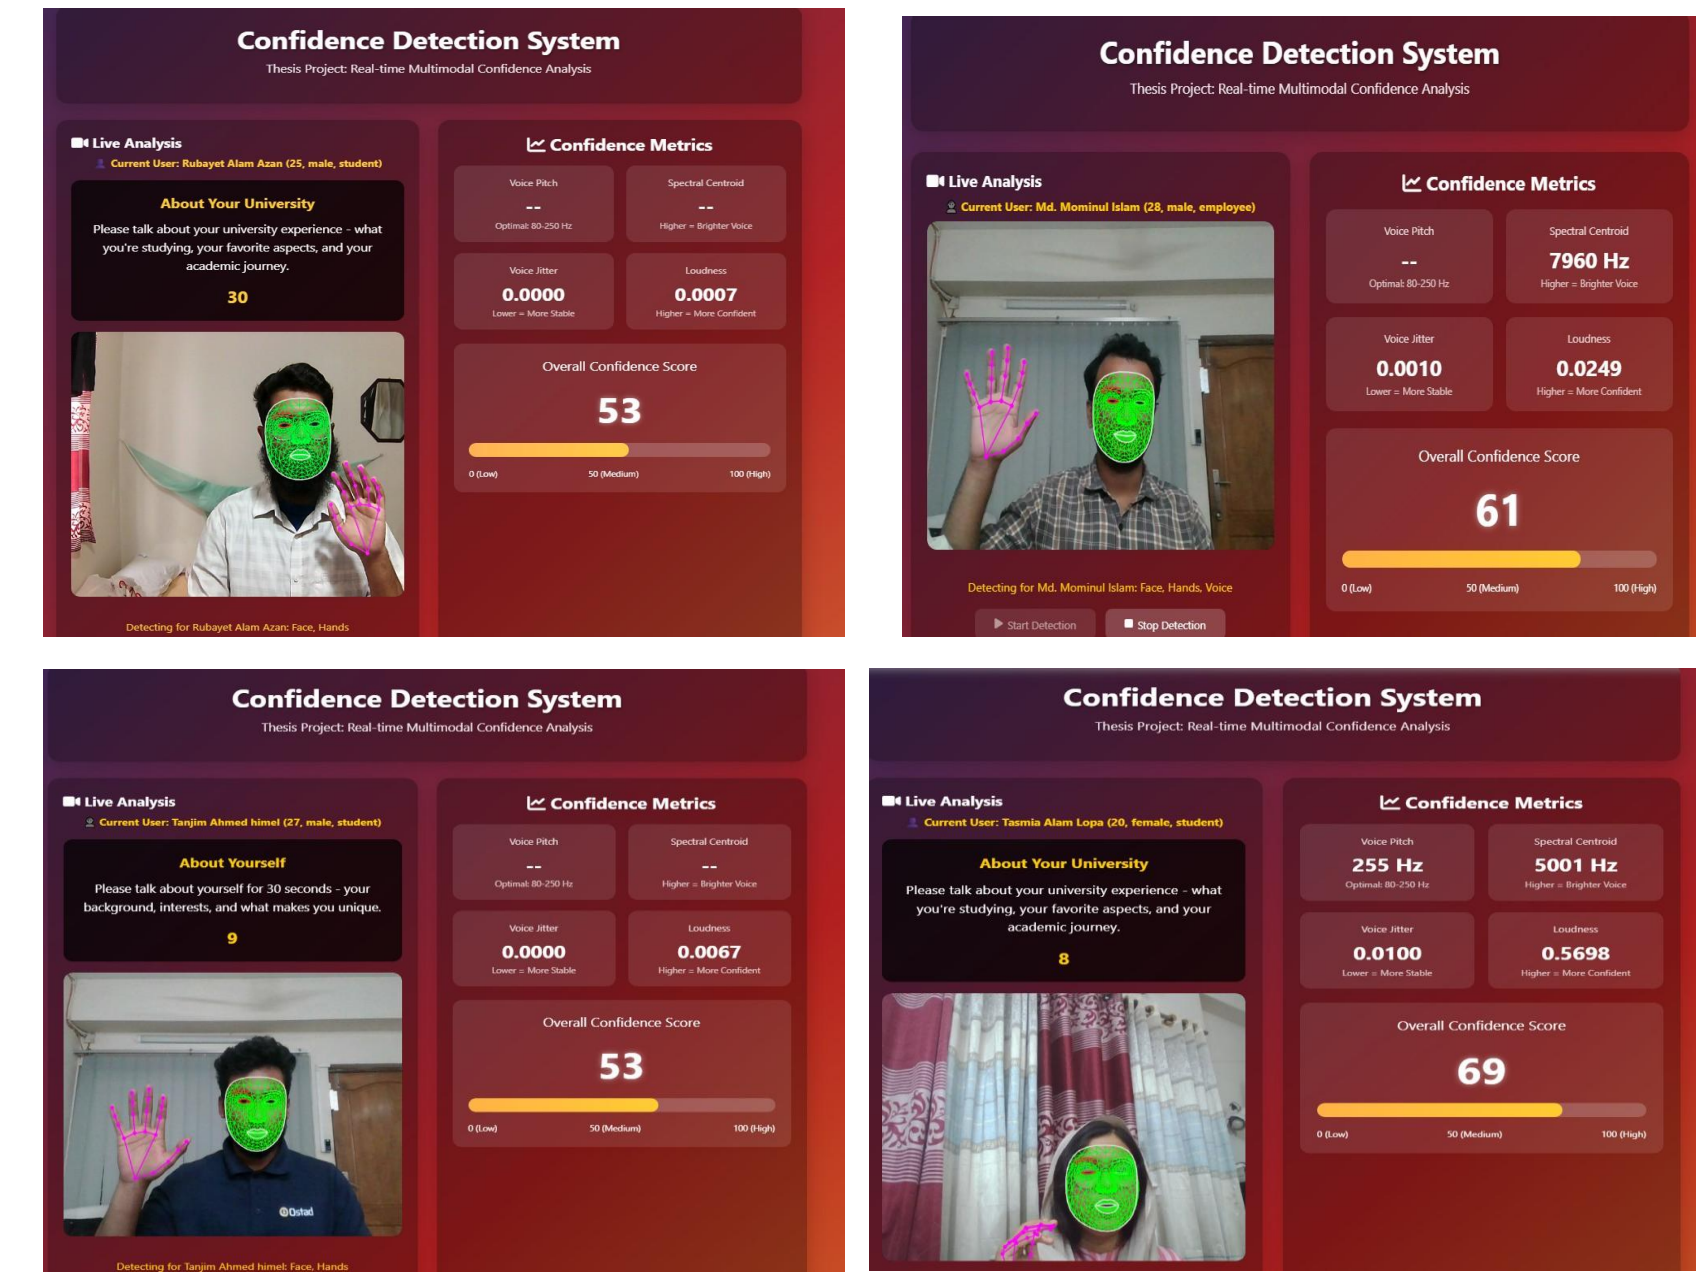 Confidence Detection System
Thesis Project: Real-time Multimodal Confidence Analysis
Live Analysis
Current User: Rubayet Alam Azan (25, male, student)
About Your University
Please talk about your university experience - what
you're studying, your favorite aspects, and your
academic journey.
30
Detecting for Rubayet Alam Azan: Face, Hands
Confidence Metrics
Voice Pitch
--
Optimal: 80-250 Hz
Spectral Centroid
--
Higher = Brighter Voice
Voice Jitter
0.0000
Lower = More Stable
Loudness
0.0007
Higher = More Confident
Overall Confidence Score
53
0 (Low) 50 (Medium) 100 (High)
Confidence Detection System
Thesis Project: Real-time Multimodal Confidence Analysis
Live Analysis
Current User: Md. Mominul Islam (28, male, employee)
Detecting for Md. Mominul Islam: Face, Hands, Voice
Start Detection Stop Detection
Confidence Metrics
Voice Pitch
--
Optimal: 80-250 Hz
Spectral Centroid
7960 Hz
Higher = Brighter Voice
Voice Jitter
0.0010
Lower = More Stable
Loudness
0.0249
Higher = More Confident
Overall Confidence Score
61
0 (Low) 50 (Medium) 100 (High)
Confidence Detection System
Thesis Project: Real-time Multimodal Confidence Analysis
Live Analysis
Current User: Tanjim Ahmed himel (27, male, student)
About Yourself
Please talk about yourself for 30 seconds - your
background, interests, and what makes you unique.
9
Ostad
Detecting for Tanjim Ahmed himel: Face, Hands
Confidence Metrics
Voice Pitch
--
Optimal: 80-250 Hz
Spectral Centroid
--
Higher = Brighter Voice
Voice Jitter
0.0000
Lower = More Stable
Loudness
0.0067
Higher = More Confident
Overall Confidence Score
53
0 (Low) 50 (Medium) 100 (High)
Confidence Detection System
Thesis Project: Real-time Multimodal Confidence Analysis
Live Analysis
Current User: Tasmia Alam Lopa (20, female, student)
About Your University
Please talk about your university experience - what
you're studying, your favorite aspects, and your
academic journey.
8
Confidence Metrics
Voice Pitch
255 Hz
Optimal: 80-250 Hz
Spectral Centroid
5001 Hz
Higher = Brighter Voice
Voice Jitter
0.0100
Lower = More Stable
Loudness
0.5698
Higher = More Confident
Overall Confidence Score
69
0 (Low) 50 (Medium) 100 (High)